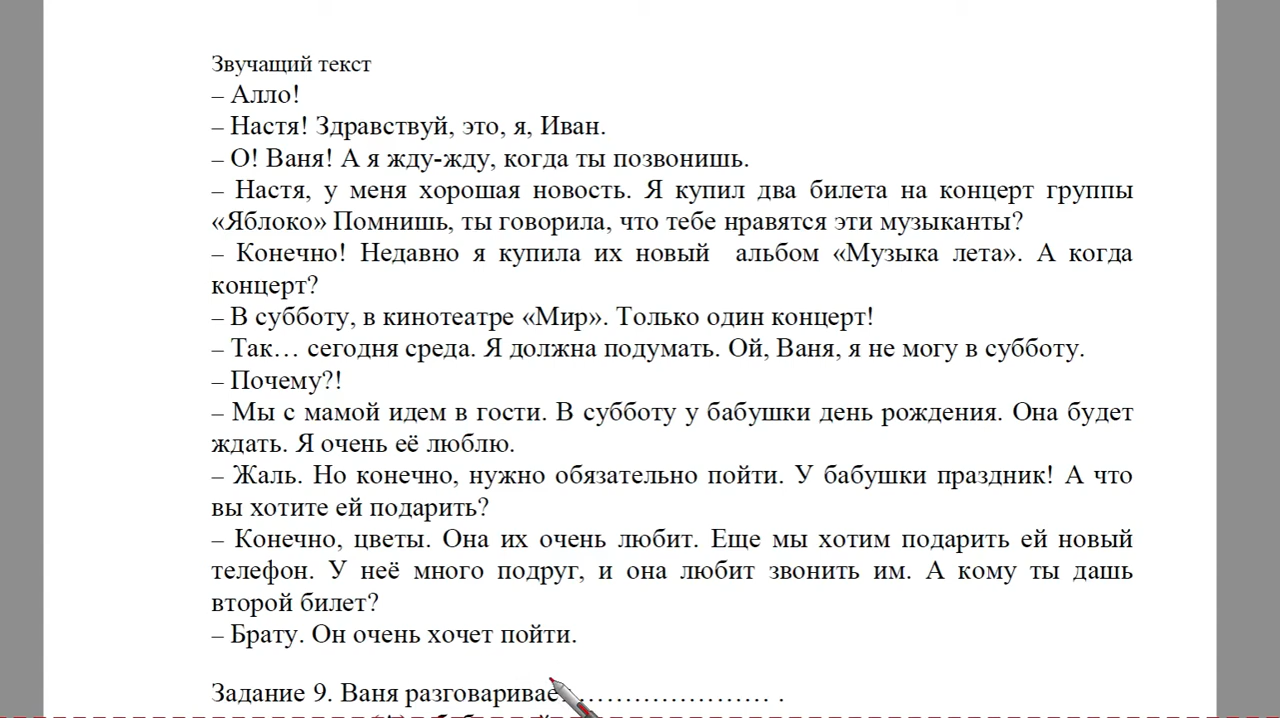 Звучащий текст
– Алло!
– Настя! Здравствуй, это, я, Иван.
– О! Ваня! А я жду-жду, когда ты позвонишь.
– Настя, у меня хорошая новость. Я купил два билета на концерт группы
«Яблоко» Помнишь, ты говорила, что тебе нравятся эти музыканты?
– Конечно! Недавно я купила их новый альбом «Музыка лета». А когда
концерт?
– В субботу, в кинотеатре «Мир». Только один концерт!
– Так… сегодня среда. Я должна подумать. Ой, Ваня, я не могу в субботу.
– Почему?!
– Мы с мамой идем в гости. В субботу у бабушки день рождения. Она будет
ждать. Я очень её люблю.
– Жаль. Но конечно, нужно обязательно пойти. У бабушки праздник! А что
вы хотите ей подарить?
– Конечно, цветы. Она их очень любит. Еще мы хотим подарить ей новый
телефон. У неё много подруг, и она любит звонить им. А кому ты дашь
второй билет?
– Брату. Он очень хочет пойти.
Задание 9. Ваня разговаривает………………… .